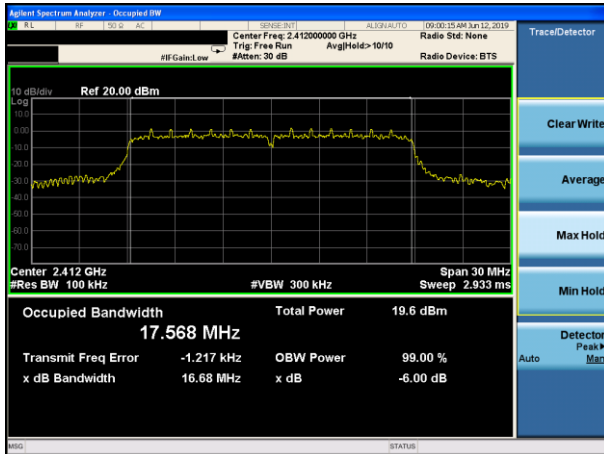 Agilent Spectrum Analyzer - Occupied BW
RL RF 50 Ω AC SENSE:INT ALIGN AUTO 09:00:15 AM Jun 12, 2019
Center Freq: 2.412000000 GHz Radio Std: None
Trig: Free Run Avg|Hold:>10/10
#IFGain:Low #Atten: 30 dB Radio Device: BTS
Trace/Detector
10 dB/div Ref 20.00 dBm
Log
10.0
0.00
-10.0
-20.0
-30.0
-40.0
-50.0
-60.0
-70.0
Center 2.412 GHz Span 30 MHz
#Res BW 100 kHz #VBW 300 kHz Sweep 2.933 ms
Occupied Bandwidth Total Power 19.6 dBm
17.568 MHz
Transmit Freq Error -1.217 kHz OBW Power 99.00 %
x dB Bandwidth 16.68 MHz x dB -6.00 dB
Clear Write
Average
Max Hold
Min Hold
Detector
Peak▶
Auto Man
MSG STATUS